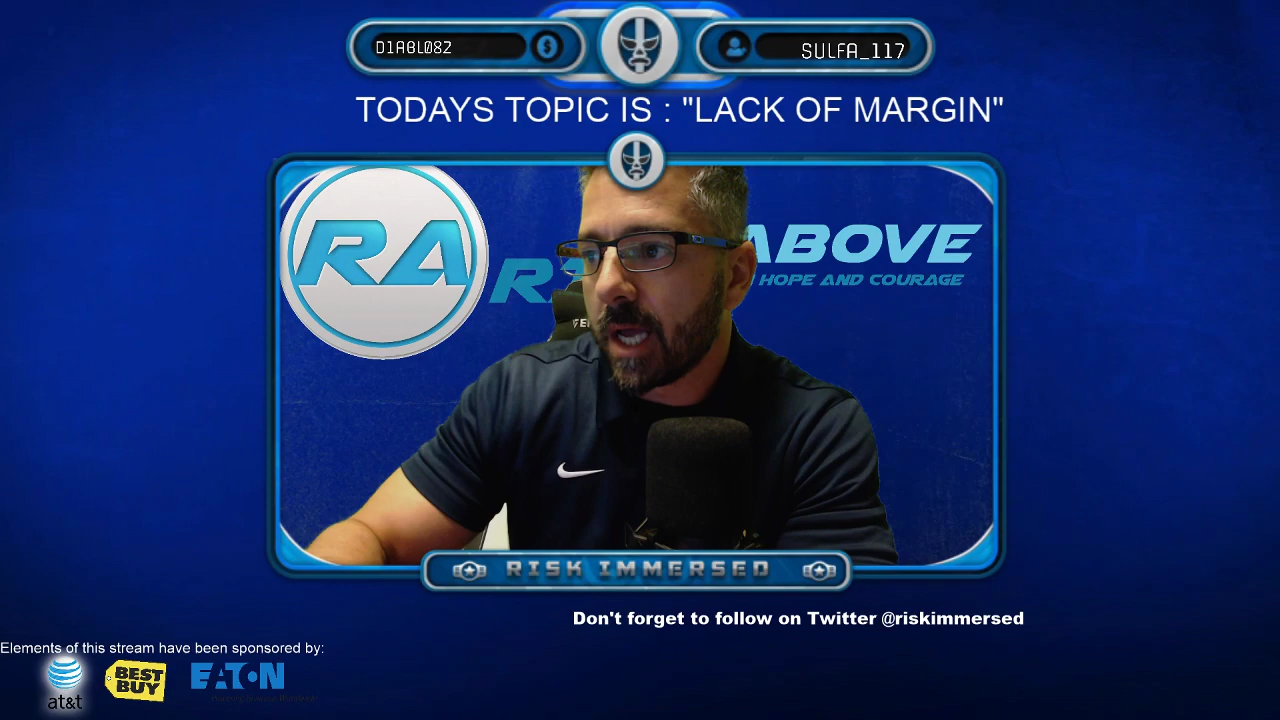 D1ABL082
SULFA_117
TODAYS TOPIC IS : "LACK OF MARGIN"
RA
ABOVE
HOPE AND COURAGE
RISK IMMERSED
Don't forget to follow on Twitter @riskimmersed
Elements of this stream have been sponsored by:
at&t
BEST BUY
EATON